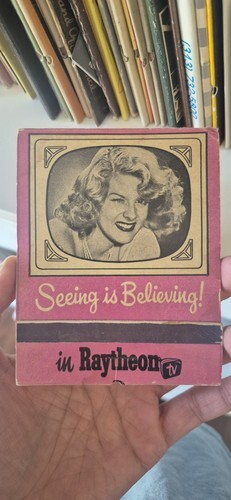 Seeing is Believing!
in Raytheon TV